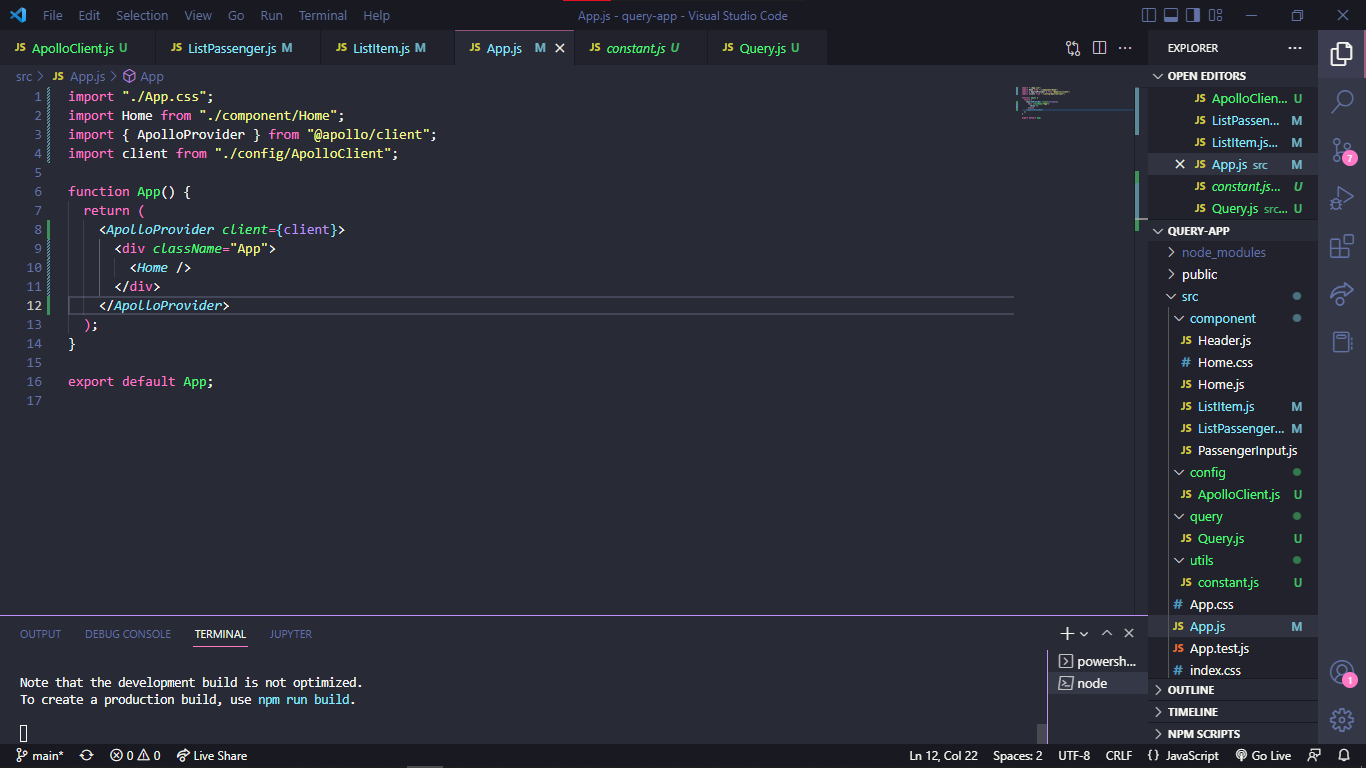 File Edit Selection View Go Run Terminal Help App.js - query-app - Visual Studio Code
JS ApolloClient.js U JS ListPassenger.js M JS ListItem.js M JS App.js M JS constant.js U JS Query.js U
src > JS App.js > App
1 import "./App.css";
2 import Home from "./component/Home";
3 import { ApolloProvider } from "@apollo/client";
4 import client from "./config/ApolloClient";
5
6 function App() {
7 return (
8 <ApolloProvider client={client}>
9 <div className="App">
10 <Home />
11 </div>
12 </ApolloProvider>
13 );
14 }
15
16 export default App;
17
OUTPUT DEBUG CONSOLE TERMINAL JUPYTER
Note that the development build is not optimized.
To create a production build, use npm run build.
powersh...
node
EXPLORER
OPEN EDITORS
JS ApolloClien... U
JS ListPassen... M
JS ListItem.js... M
JS App.js src M
JS constant.js... U
JS Query.js src... U
QUERY-APP
node_modules
public
src
component
JS Header.js
# Home.css
JS Home.js
JS ListItem.js M
JS ListPassenger... M
JS PassengerInput.js
config
JS ApolloClient.js U
query
JS Query.js U
utils
JS constant.js U
# App.css
JS App.js M
JS App.test.js
# index.css
OUTLINE
TIMELINE
NPM SCRIPTS
7
1
main* 0 0 Live Share Ln 12, Col 22 Spaces: 2 UTF-8 CRLF {} JavaScript Go Live